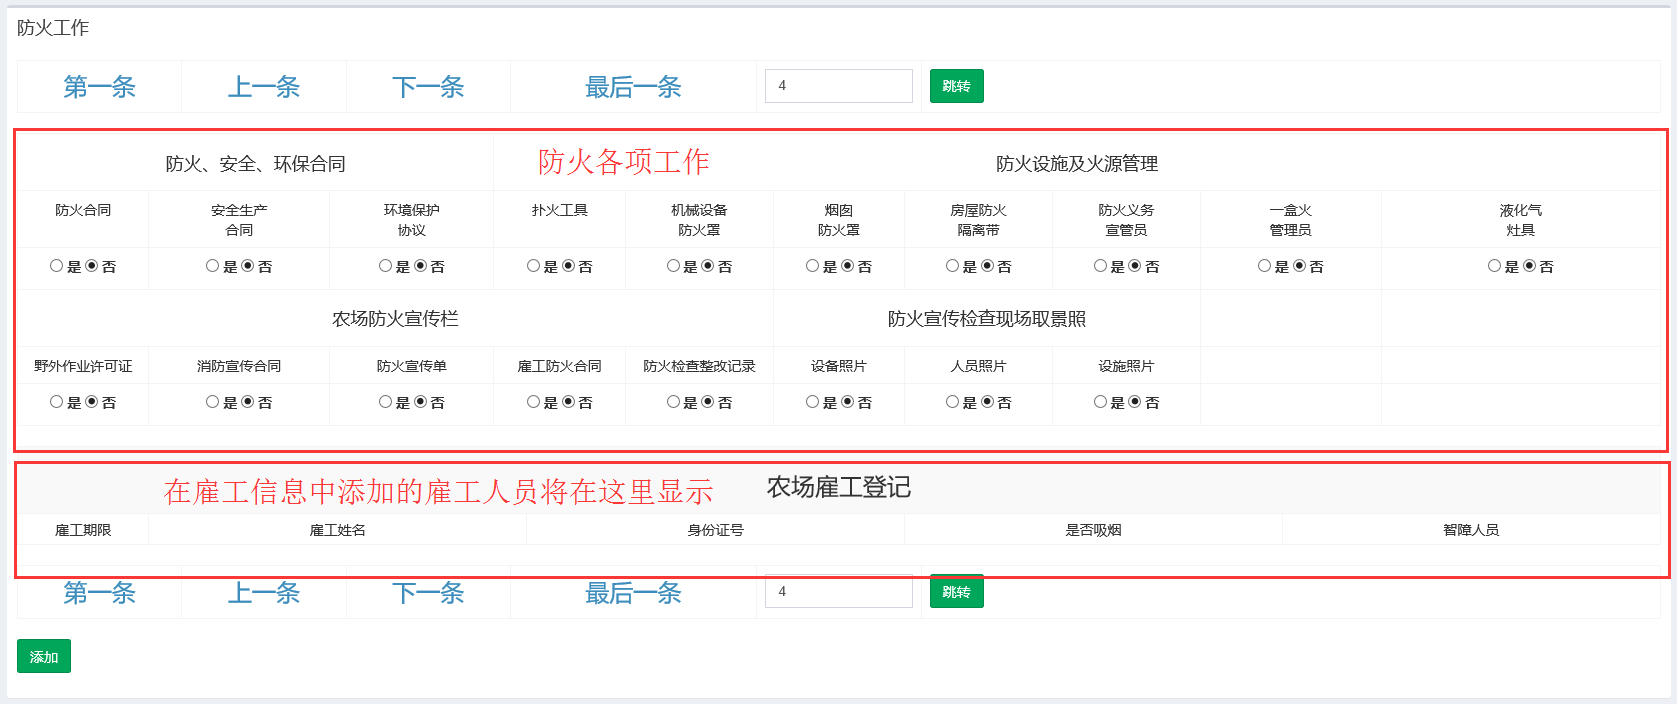 防火工作
第一条 上一条 下一条 最后一条 4 跳转
防火、安全、环保合同 防火各项工作 防火设施及火源管理
防火合同 安全生产 环境保护 扑火工具 机械设备 烟囱 房屋防火 防火义务 一盒火 液化气
合同 协议 防火罩 防火罩 隔离带 宣管员 管理员 灶具
是 否 是 否 是 否 是 否 是 否 是 否 是 否 是 否 是 否 是 否
农场防火宣传栏 防火宣传检查现场取景照
野外作业许可证 消防宣传合同 防火宣传单 雇工防火合同 防火检查整改记录 设备照片 人员照片 设施照片
是 否 是 否 是 否 是 否 是 否 是 否 是 否 是 否
在雇工信息中添加的雇工人员将在这里显示 农场雇工登记
雇工期限 雇工姓名 身份证号 是否吸烟 智障人员
第一条 上一条 下一条 最后一条 4 跳转
添加